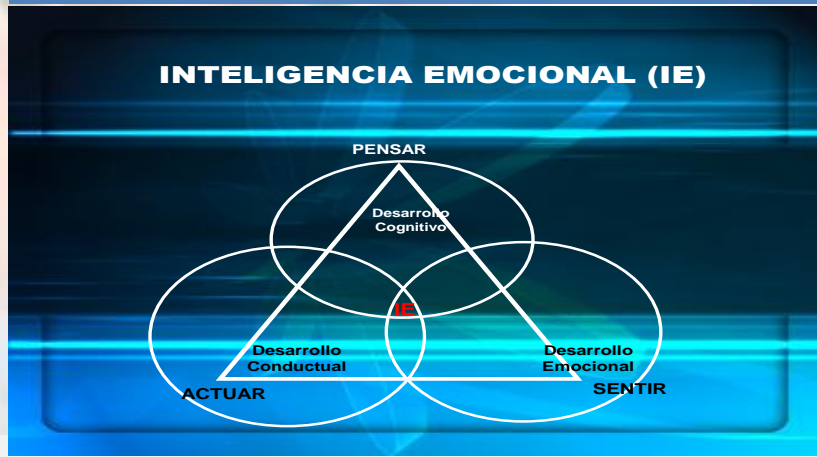 INTELIGENCIA EMOCIONAL (IE)
PENSAR
Desarrollo
Cognitivo
IE
Desarrollo
Conductual
Desarrollo
Emocional
ACTUAR
SENTIR